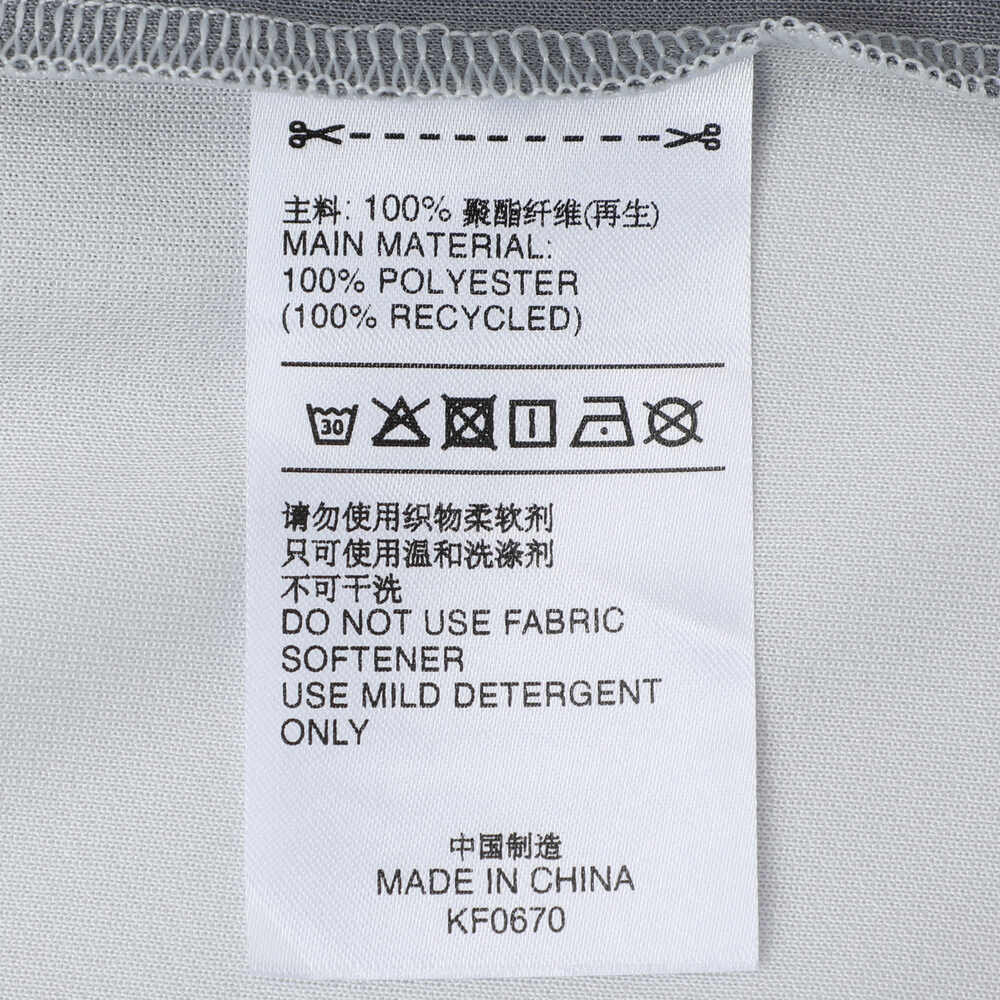 主料: 100% 聚酯纤维(再生)
MAIN MATERIAL:
100% POLYESTER
(100% RECYCLED)
30
请勿使用织物柔软剂
只可使用温和洗涤剂
不可干洗
DO NOT USE FABRIC
SOFTENER
USE MILD DETERGENT
ONLY
中国制造
MADE IN CHINA
KF0670